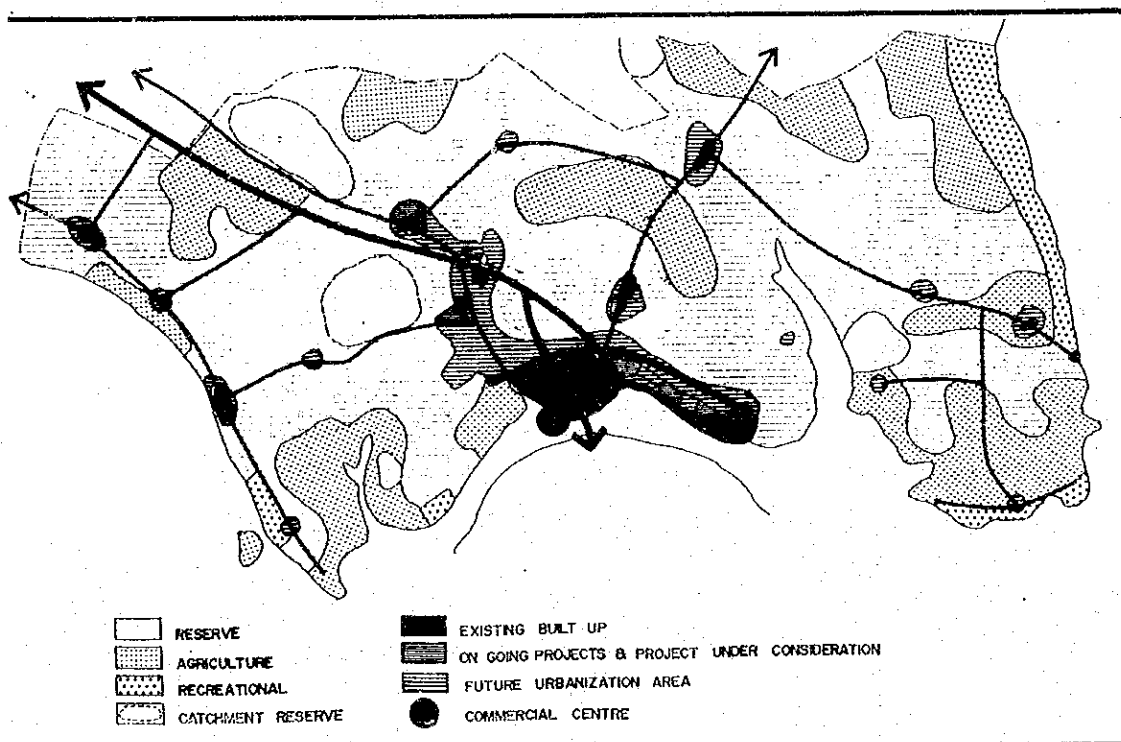 RESERVE
AGRICULTURE
RECREATIONAL
CATCHMENT RESERVE
EXISTING BUILT UP
ON GOING PROJECTS & PROJECT UNDER CONSIDERATION
FUTURE URBANIZATION AREA
COMMERCIAL CENTRE